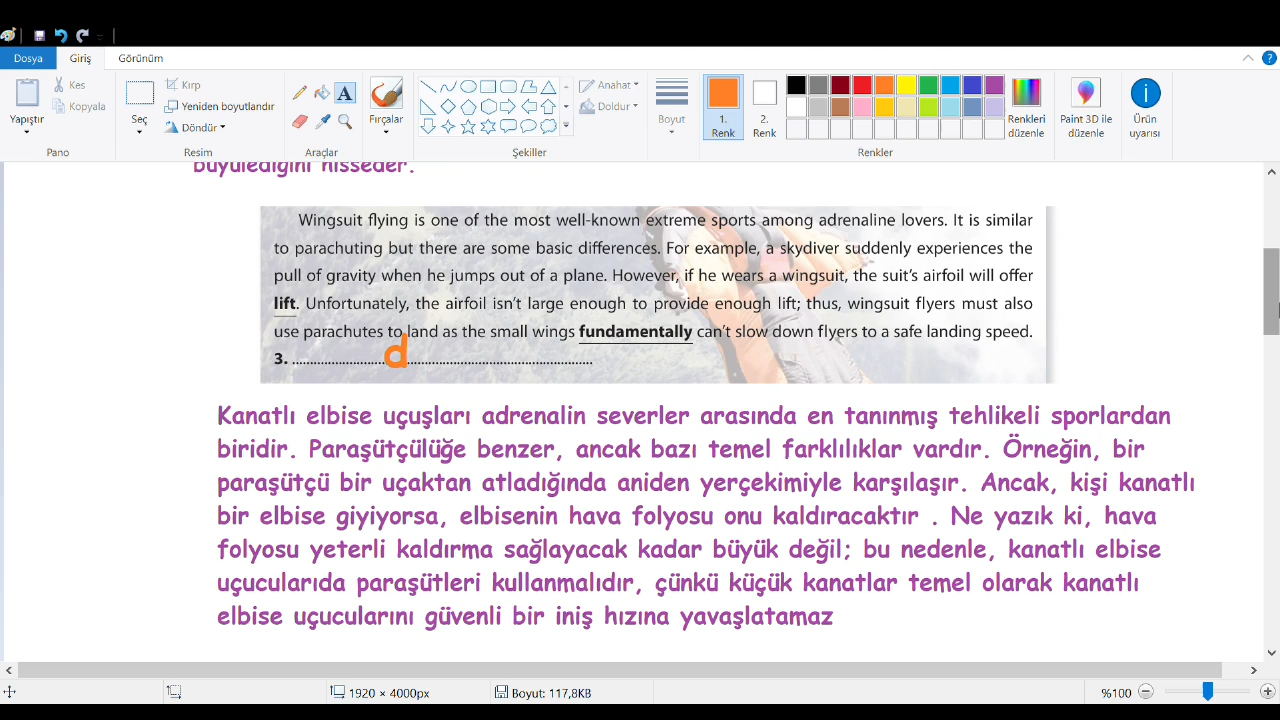 Dosya Giriş Görünüm
Yapıştır
Kes
Kopyala
Pano
Seç
Kırp
Yeniden boyutlandır
Döndür
Resim
Araçlar
Fırçalar
Şekiller
Anahat
Doldur
Boyut
1. Renk
2. Renk
Renkleri düzenle
Renkler
Paint 3D ile düzenle
Ürün uyarısı
büyülediğini hisseder.
Wingsuit flying is one of the most well-known extreme sports among adrenaline lovers. It is similar
to parachuting but there are some basic differences. For example, a skydiver suddenly experiences the
pull of gravity when he jumps out of a plane. However, if he wears a wingsuit, the suit's airfoil will offer
lift. Unfortunately, the airfoil isn't large enough to provide enough lift; thus, wingsuit flyers must also
use parachutes to land as the small wings fundamentally can't slow down flyers to a safe landing speed.
3. ........................d..................................................
Kanatlı elbise uçuşları adrenalin severler arasında en tanınmış tehlikeli sporlardan
biridir. Paraşütçülüğe benzer, ancak bazı temel farklılıklar vardır. Örneğin, bir
paraşütçü bir uçaktan atladığında aniden yerçekimiyle karşılaşır. Ancak, kişi kanatlı
bir elbise giyiyorsa, elbisenin hava folyosu onu kaldıracaktır . Ne yazık ki, hava
folyosu yeterli kaldırma sağlayacak kadar büyük değil; bu nedenle, kanatlı elbise
uçucularıda paraşütleri kullanmalıdır, çünkü küçük kanatlar temel olarak kanatlı
elbise uçucularını güvenli bir iniş hızına yavaşlatamaz
1920 × 4000px
Boyut: 117,8KB
%100